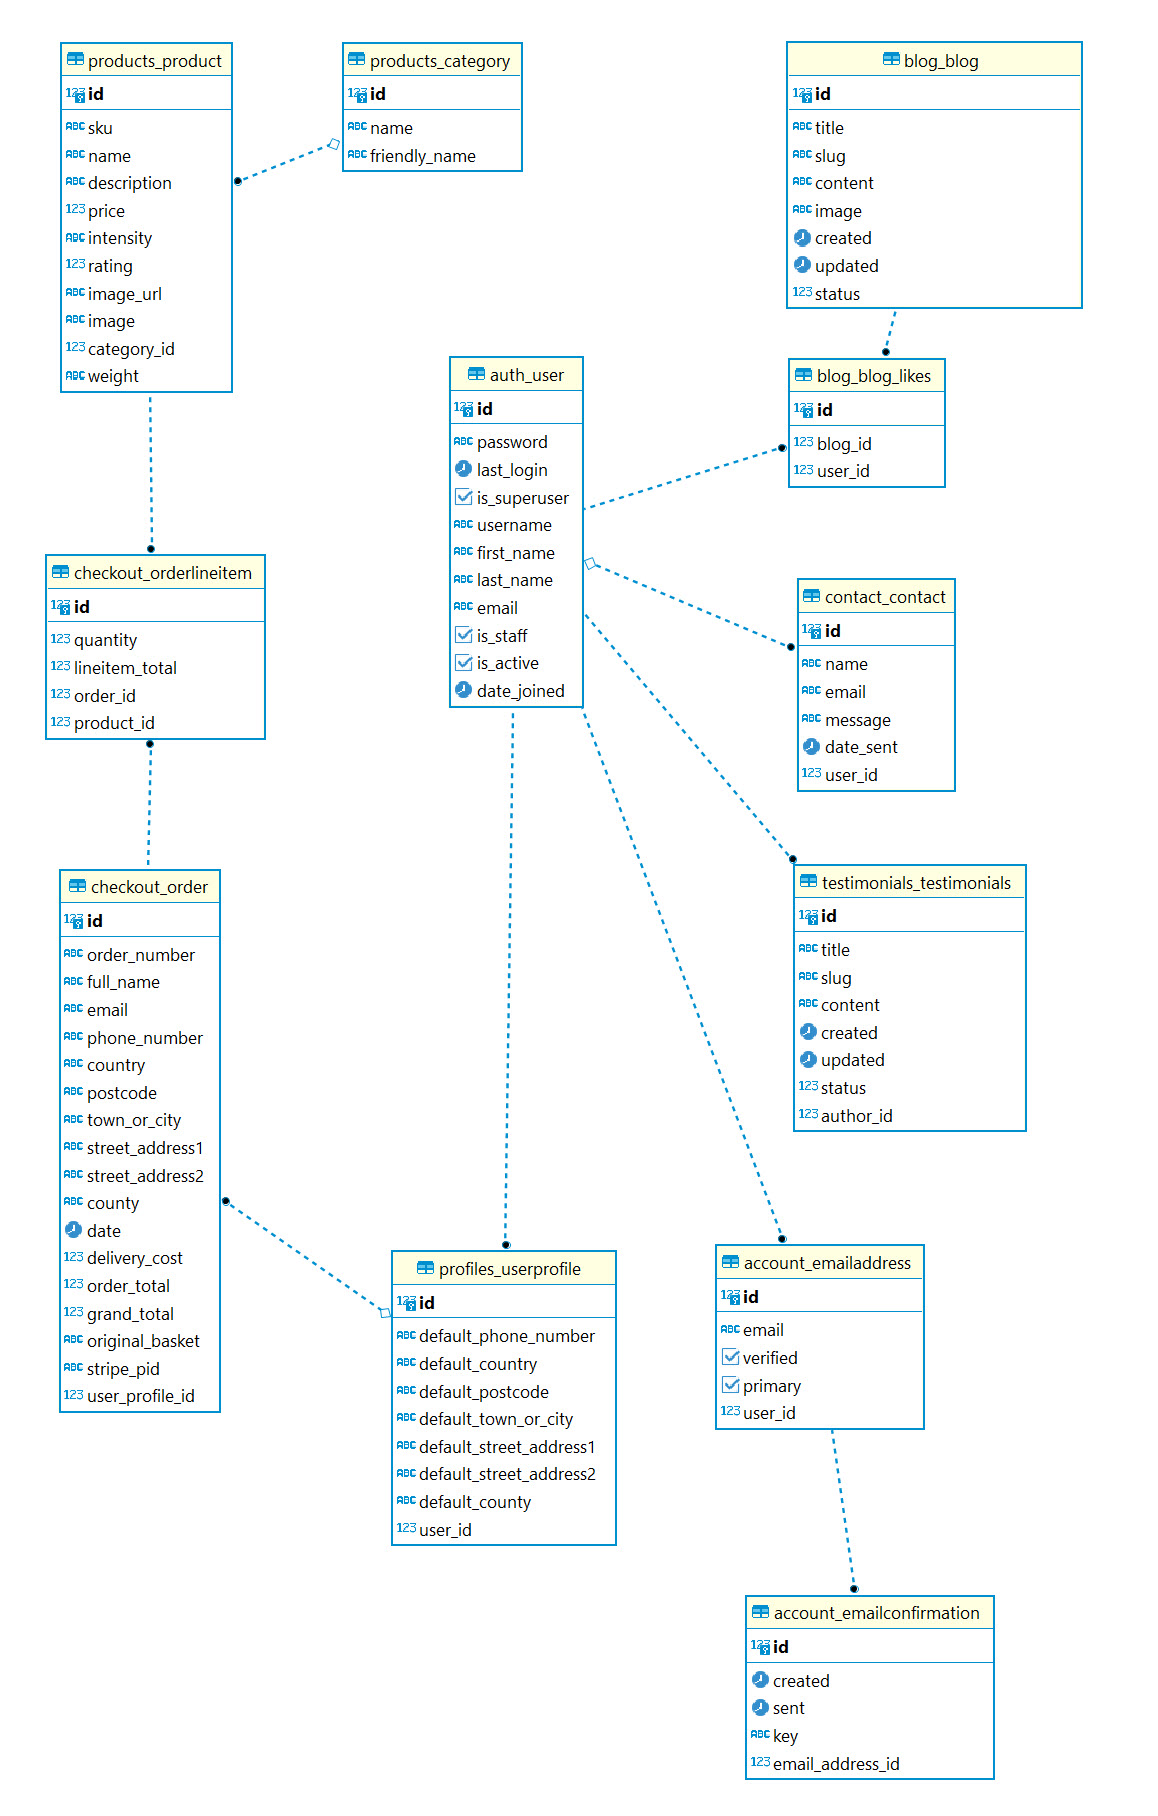 products_product
id
sku
name
description
price
intensity
rating
image_url
image
category_id
weight
products_category
id
name
friendly_name
blog_blog
id
title
slug
content
image
created
updated
status
auth_user
id
password
last_login
is_superuser
username
first_name
last_name
email
is_staff
is_active
date_joined
blog_blog_likes
id
blog_id
user_id
checkout_orderlineitem
id
quantity
lineitem_total
order_id
product_id
contact_contact
id
name
email
message
date_sent
user_id
checkout_order
id
order_number
full_name
email
phone_number
country
postcode
town_or_city
street_address1
street_address2
county
date
delivery_cost
order_total
grand_total
original_basket
stripe_pid
user_profile_id
testimonials_testimonials
id
title
slug
content
created
updated
status
author_id
profiles_userprofile
id
default_phone_number
default_country
default_postcode
default_town_or_city
default_street_address1
default_street_address2
default_county
user_id
account_emailaddress
id
email
verified
primary
user_id
account_emailconfirmation
id
created
sent
key
email_address_id